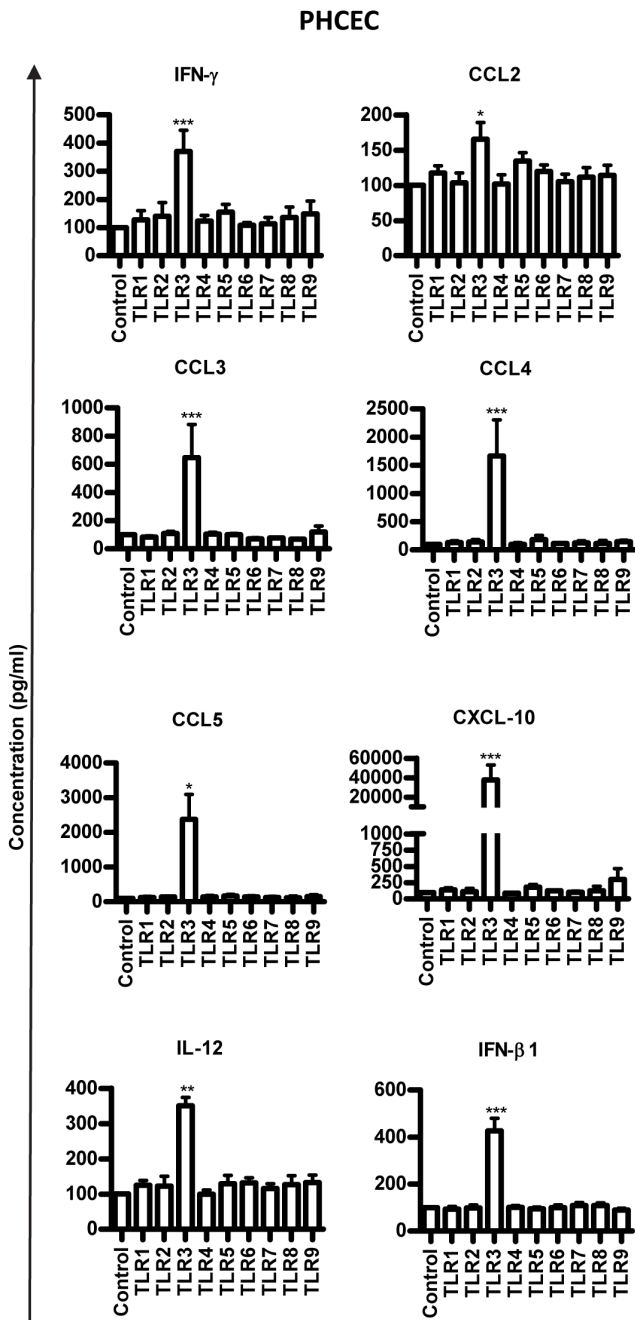 PHCEC
Concentration (pg/ml)
IFN-γ
500
400
300
200
100
0
***
Control TLR1 TLR2 TLR3 TLR4 TLR5 TLR6 TLR7 TLR8 TLR9
CCL2
200
150
100
50
0
*
Control TLR1 TLR2 TLR3 TLR4 TLR5 TLR6 TLR7 TLR8 TLR9
CCL3
1000
800
600
400
200
0
***
Control TLR1 TLR2 TLR3 TLR4 TLR5 TLR6 TLR7 TLR8 TLR9
CCL4
2500
2000
1500
1000
500
0
***
Control TLR1 TLR2 TLR3 TLR4 TLR5 TLR6 TLR7 TLR8 TLR9
CCL5
4000
3000
2000
1000
0
*
Control TLR1 TLR2 TLR3 TLR4 TLR5 TLR6 TLR7 TLR8 TLR9
CXCL-10
60000
40000
20000
1000
750
500
250
0
***
Control TLR1 TLR2 TLR3 TLR4 TLR5 TLR6 TLR7 TLR8 TLR9
IL-12
400
300
200
100
0
**
Control TLR1 TLR2 TLR3 TLR4 TLR5 TLR6 TLR7 TLR8 TLR9
IFN-β 1
600
400
200
0
***
Control TLR1 TLR2 TLR3 TLR4 TLR5 TLR6 TLR7 TLR8 TLR9